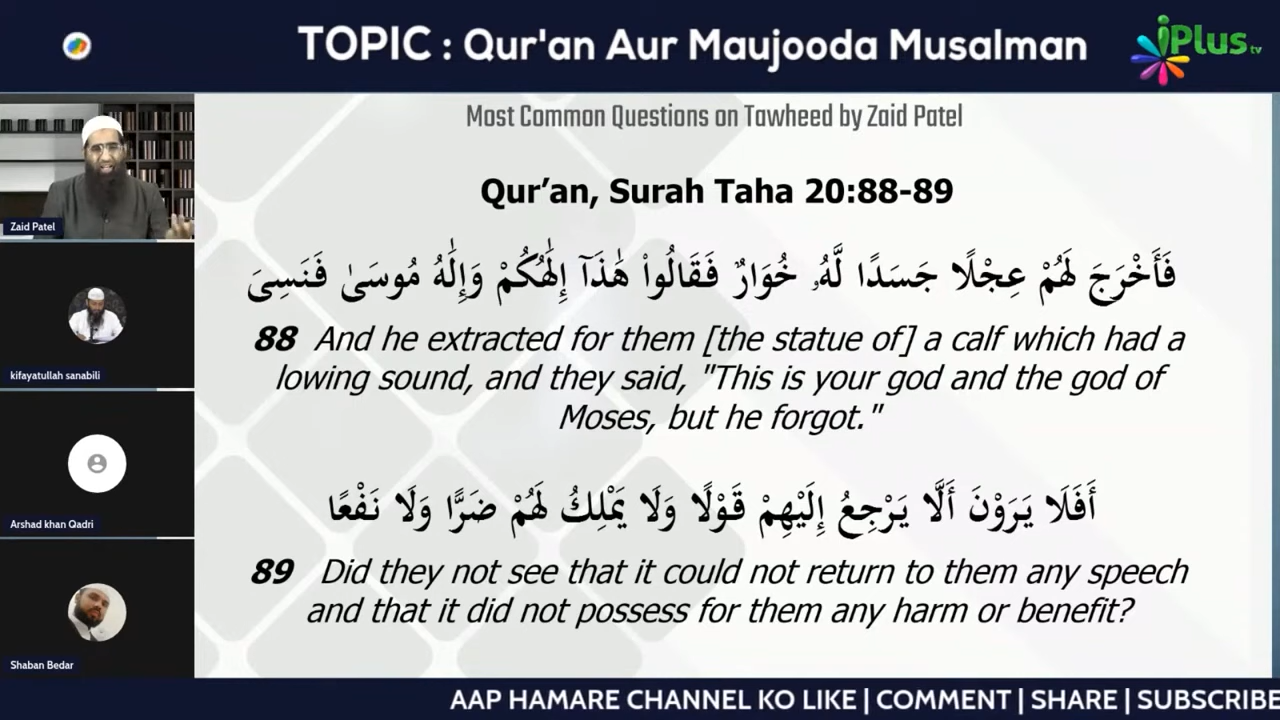 TOPIC : Qur'an Aur Maujooda Musalman
iPlus tv
Most Common Questions on Tawheed by Zaid Patel
Qur’an, Surah Taha 20:88-89
فَأَخْرَجَ لَهُمْ عِجْلًا جَسَدًا لَّهُۥ خُوَارٌ فَقَالُوا۟ هَٰذَآ إِلَٰهُكُمْ وَإِلَٰهُ مُوسَىٰ فَنَسِىَ
88 And he extracted for them [the statue of] a calf which had a
lowing sound, and they said, "This is your god and the god of
Moses, but he forgot."
أَفَلَا يَرَوْنَ أَلَّا يَرْجِعُ إِلَيْهِمْ قَوْلًا وَلَا يَمْلِكُ لَهُمْ ضَرًّا وَلَا نَفْعًا
89 Did they not see that it could not return to them any speech
and that it did not possess for them any harm or benefit?
Zaid Patel
kifayatullah sanabili
Arshad khan Qadri
Shaban Bedar
AAP HAMARE CHANNEL KO LIKE | COMMENT | SHARE | SUBSCRIBE